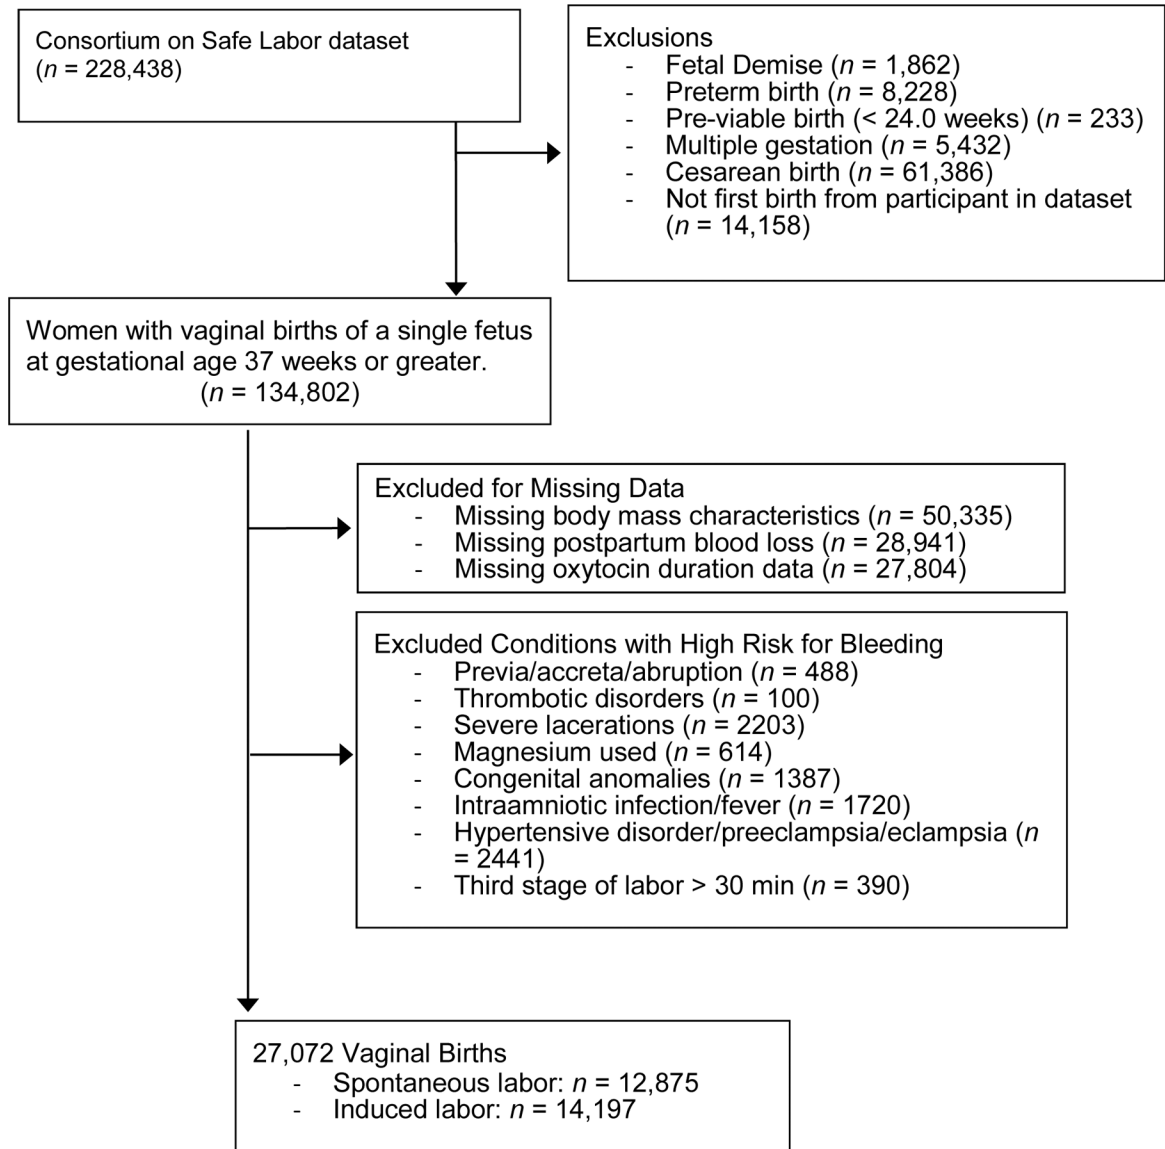 Consortium on Safe Labor dataset
(n = 228,438)
Exclusions
- Fetal Demise (n = 1,862)
- Preterm birth (n = 8,228)
- Pre-viable birth (< 24.0 weeks) (n = 233)
- Multiple gestation (n = 5,432)
- Cesarean birth (n = 61,386)
- Not first birth from participant in dataset
(n = 14,158)
Women with vaginal births of a single fetus
at gestational age 37 weeks or greater.
(n = 134,802)
Excluded for Missing Data
- Missing body mass characteristics (n = 50,335)
- Missing postpartum blood loss (n = 28,941)
- Missing oxytocin duration data (n = 27,804)
Excluded Conditions with High Risk for Bleeding
- Previa/accreta/abruption (n = 488)
- Thrombotic disorders (n = 100)
- Severe lacerations (n = 2203)
- Magnesium used (n = 614)
- Congenital anomalies (n = 1387)
- Intraamniotic infection/fever (n = 1720)
- Hypertensive disorder/preeclampsia/eclampsia (n
= 2441)
- Third stage of labor > 30 min (n = 390)
27,072 Vaginal Births
- Spontaneous labor: n = 12,875
- Induced labor: n = 14,197